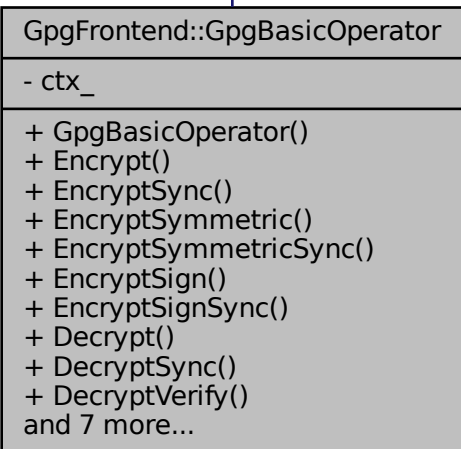 GpgFrontend::GpgBasicOperator
- ctx_
+ GpgBasicOperator()
+ Encrypt()
+ EncryptSync()
+ EncryptSymmetric()
+ EncryptSymmetricSync()
+ EncryptSign()
+ EncryptSignSync()
+ Decrypt()
+ DecryptSync()
+ DecryptVerify()
and 7 more...